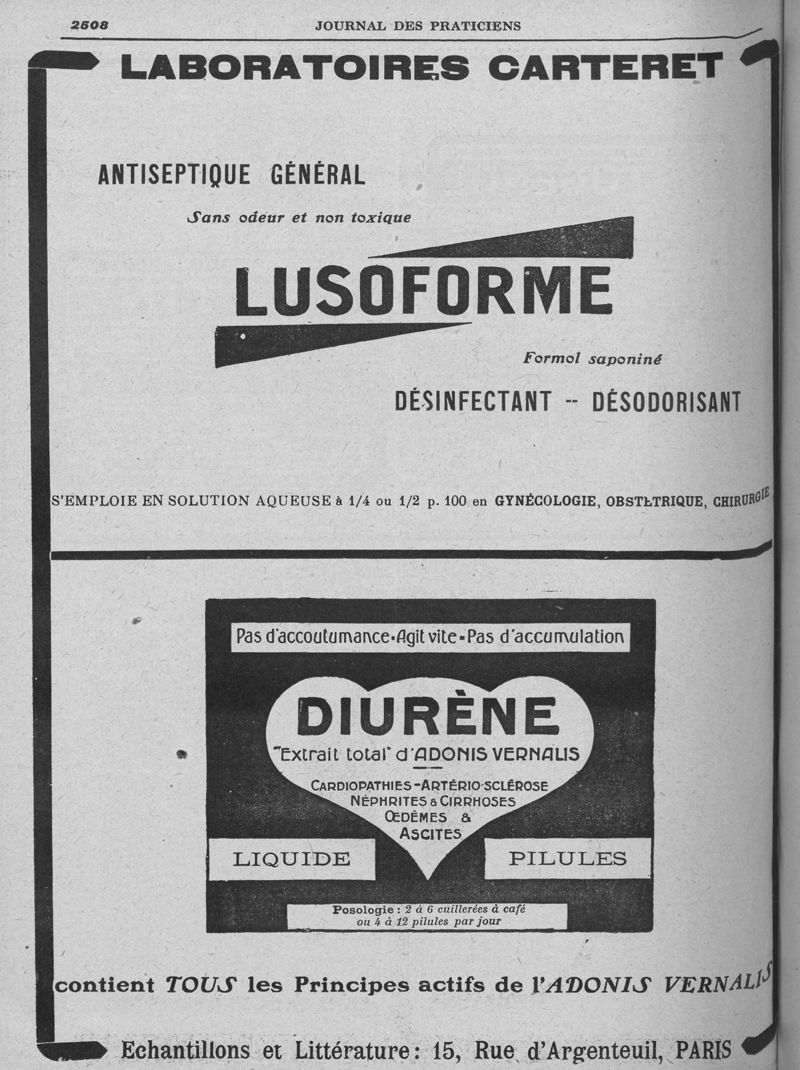 2508
JOURNAL DES PRATICIENS
LABORATOIRES CARTERET
ANTISEPTIQUE GÉNÉRAL
Sans odeur et non toxique
LUSOFORME
Formol saponiné
DÉSINFECTANT -- DÉSODORISANT
S'EMPLOIE EN SOLUTION AQUEUSE à 1/4 ou 1/2 p. 100 en GYNÉCOLOGIE, OBSTÉTRIQUE, CHIRURGIE
Pas d'accoutumance-Agit vite-Pas d'accumulation
DIURÈNE
"Extrait total" d'ADONIS VERNALIS
CARDIOPATHIES-ARTÉRIO-SCLÉROSE
NÉPHRITES & CIRRHOSES
ŒDÈMES &
ASCITES
LIQUIDE
PILULES
Posologie : 2 à 6 cuillerées à café
ou 4 à 12 pilules par jour
contient TOUS les Principes actifs de l'ADONIS VERNALIS
Echantillons et Littérature: 15, Rue d'Argenteuil, PARIS